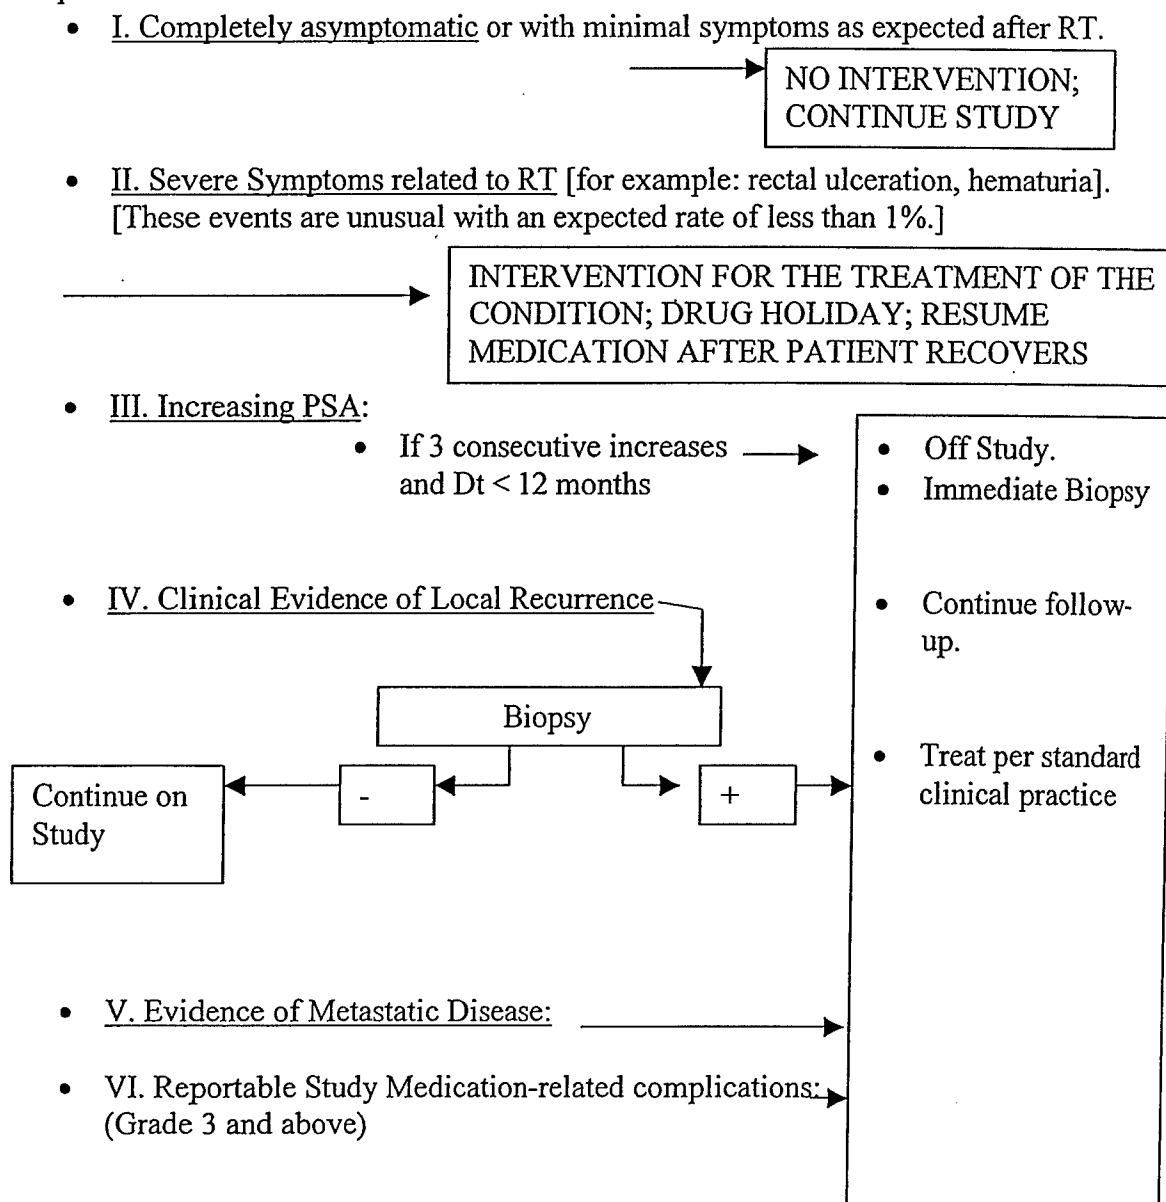 • I. Completely asymptomatic or with minimal symptoms as expected after RT.
NO INTERVENTION;
CONTINUE STUDY
• II. Severe Symptoms related to RT [for example: rectal ulceration, hematuria].
[These events are unusual with an expected rate of less than 1%.]
INTERVENTION FOR THE TREATMENT OF THE
CONDITION; DRUG HOLIDAY; RESUME
MEDICATION AFTER PATIENT RECOVERS
• III. Increasing PSA:
• If 3 consecutive increases
and Dt < 12 months
• Off Study.
• Immediate Biopsy
• Continue follow-
up.
• Treat per standard
clinical practice
• IV. Clinical Evidence of Local Recurrence
Biopsy
Continue on
Study
-
+
• V. Evidence of Metastatic Disease:
• VI. Reportable Study Medication-related complications:
(Grade 3 and above)